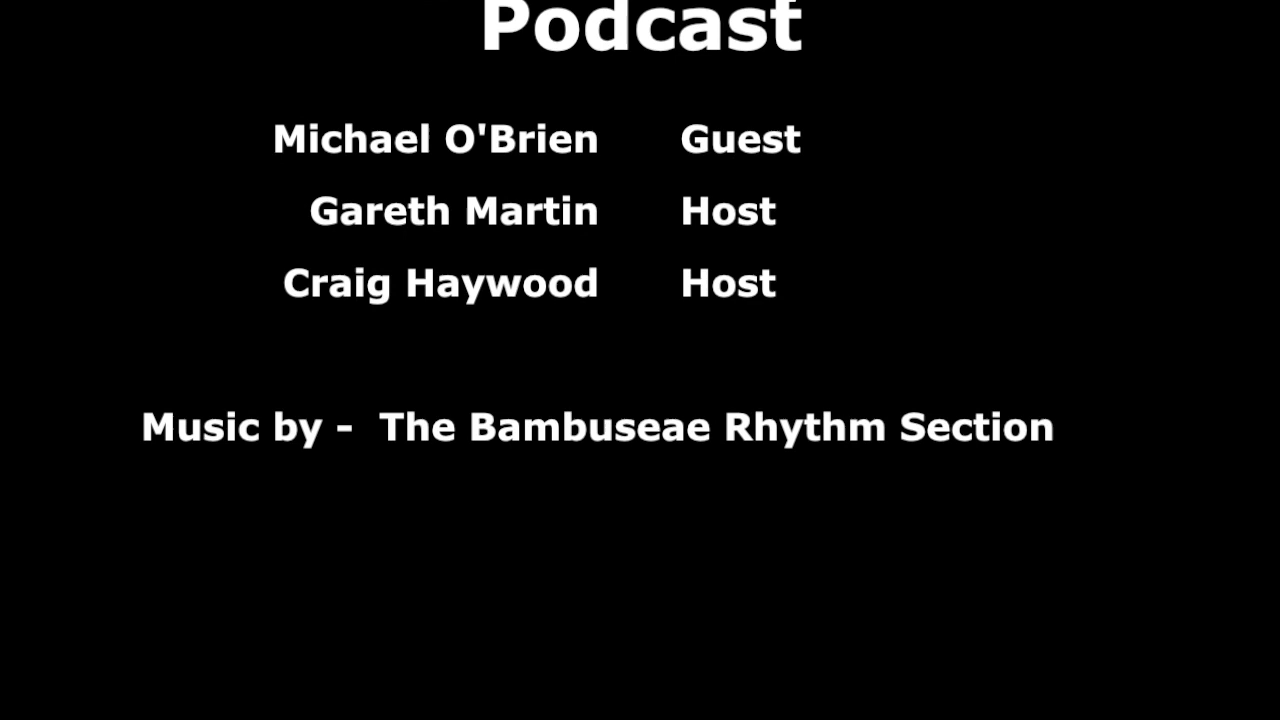 Podcast
Michael O'Brien Guest
Gareth Martin Host
Craig Haywood Host
Music by - The Bambuseae Rhythm Section